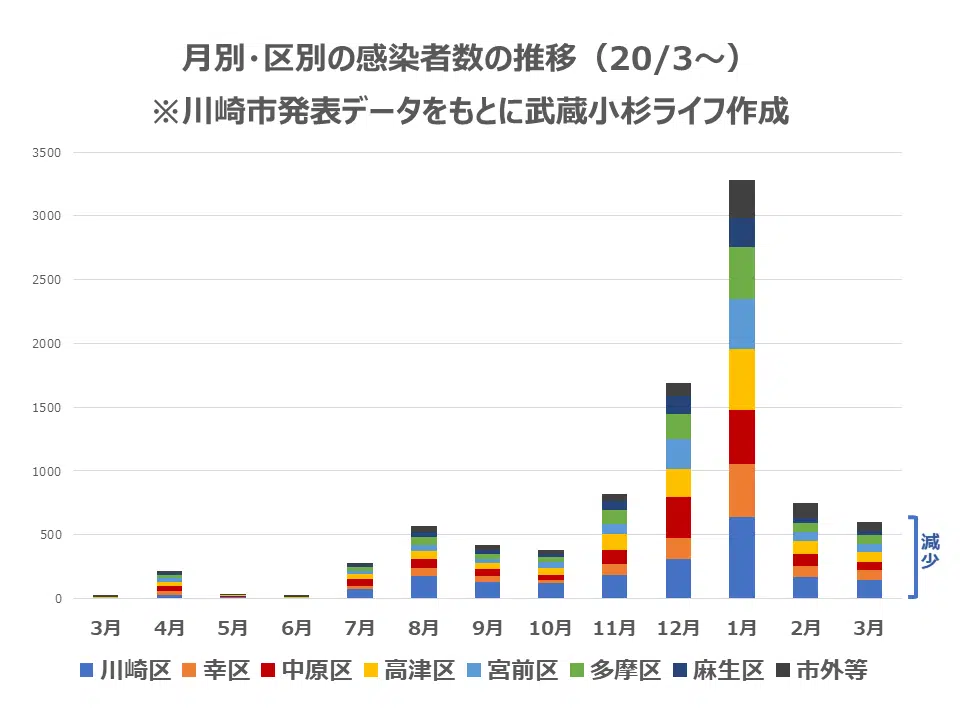 月別・区別の感染者数の推移（20/3～）
※川崎市発表データをもとに武蔵小杉ライフ作成
3500
3000
2500
2000
1500
1000
500
0
減少
3月 4月 5月 6月 7月 8月 9月 10月 11月 12月 1月 2月 3月
川崎区 幸区 中原区 高津区 宮前区 多摩区 麻生区 市外等